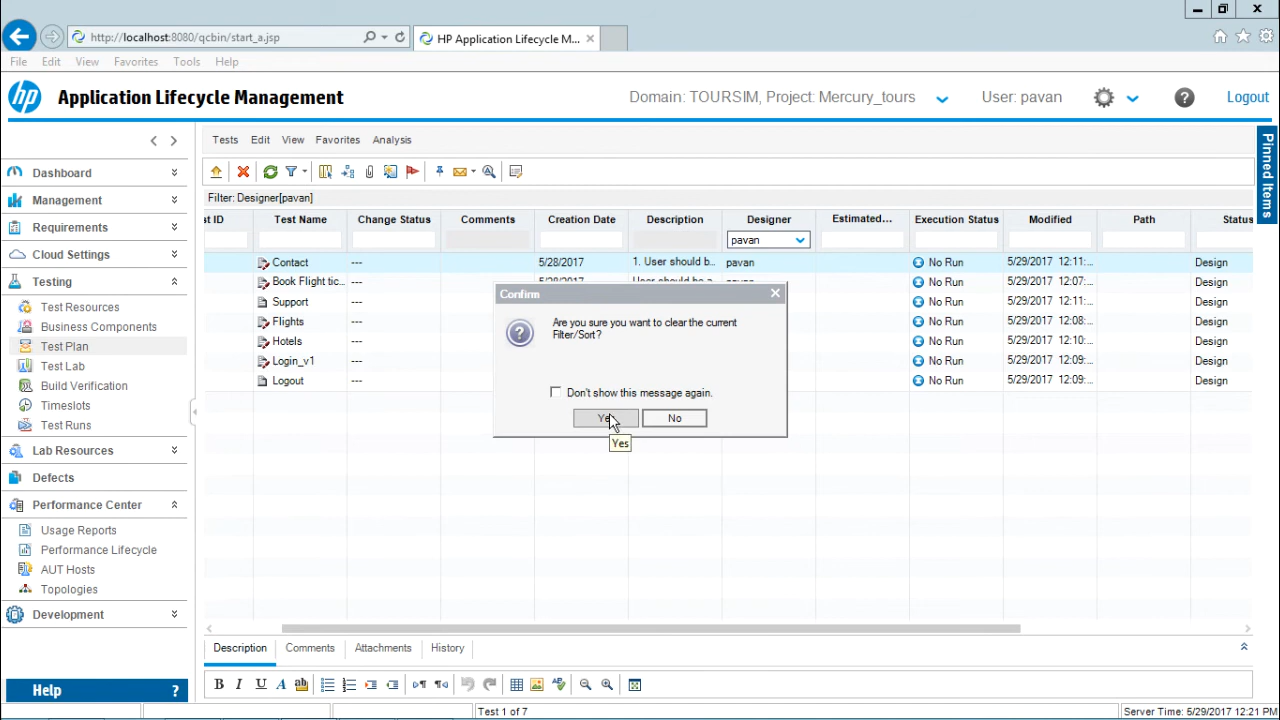 http://localhost:8080/qcbin/start_a.jsp
HP Application Lifecycle M...
File Edit View Favorites Tools Help
hp Application Lifecycle Management Domain: TOURSIM, Project: Mercury_tours User: pavan ? Logout
Tests Edit View Favorites Analysis
Pinned Items
Dashboard
Management
Requirements
Cloud Settings
Testing
Test Resources
Business Components
Test Plan
Test Lab
Build Verification
Timeslots
Test Runs
Lab Resources
Defects
Performance Center
Usage Reports
Performance Lifecycle
AUT Hosts
Topologies
Development
Help ?
Filter: Designer[pavan]
st ID Test Name Change Status Comments Creation Date Description Designer Estimated... Execution Status Modified Path Status
pavan
Contact --- 5/28/2017 1. User should b... pavan No Run 5/29/2017 12:11:... Design
Book Flight tic... --- No Run 5/29/2017 12:07:... Design
Support --- No Run 5/29/2017 12:11:... Design
Flights --- No Run 5/29/2017 12:08:... Design
Hotels --- No Run 5/29/2017 12:10:... Design
Login_v1 --- No Run 5/29/2017 12:09:... Design
Logout --- No Run 5/29/2017 12:09:... Design
Confirm
Are you sure you want to clear the current
Filter/Sort?
Don't show this message again.
Yes No
Yes
Description Comments Attachments History
B I U A ab
Test 1 of 7
Server Time: 5/29/2017 12:21 PM